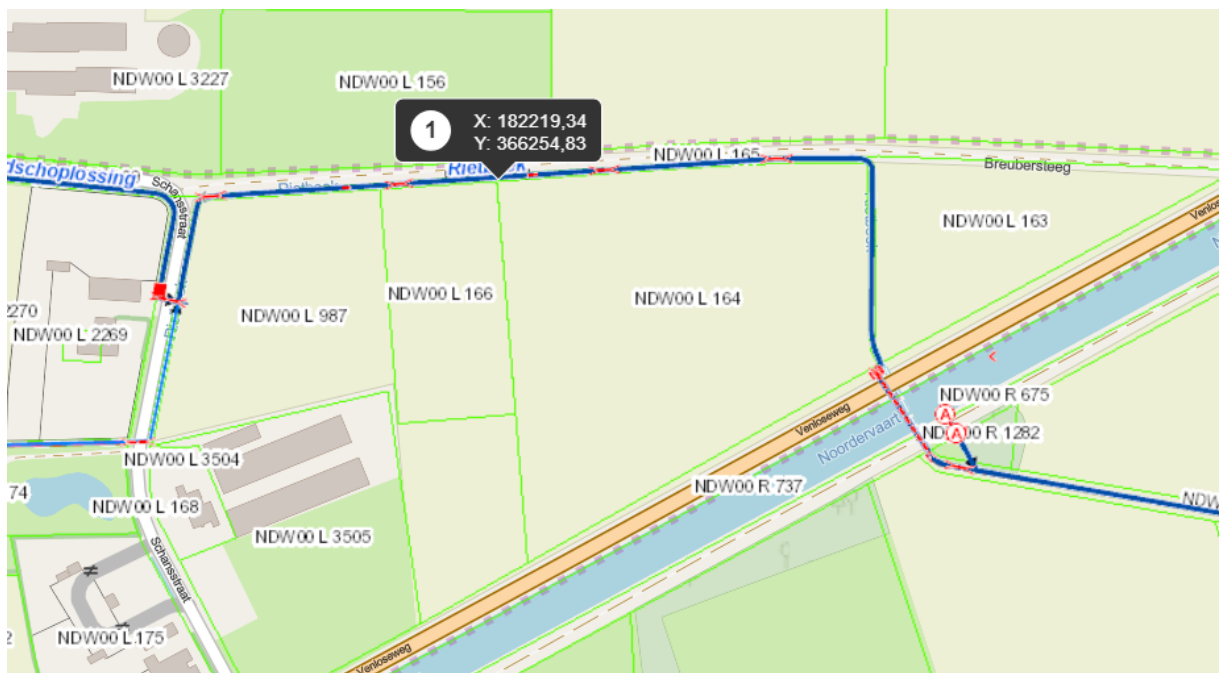 NDW00 L 3227
NDW00 L 156
1
X: 182219,34
Y: 366254,83
NDW00 L 165
Breubersteeg
dschoplossing
Schansstraat
NDW00 L 163
NDW00 L 166
NDW00 L 164
NDW00 L 987
2270
NDW00 L 2269
NDW00 R 675
A
A
NDW00 R 1282
Venloseweg
Noordervaart
NDW00 L 3504
NDW00 R 737
74
NDW00 L 168
NDW
NDW00 L 3505
Schansstraat
2
NDW00 L 175
Venloseweg